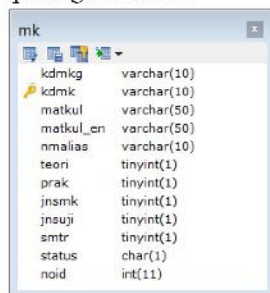 mk
kdmkg varchar(10)
kdmk varchar(10)
matkul varchar(50)
matkul_en varchar(50)
nmalias varchar(10)
teori tinyint(1)
prak tinyint(1)
jnsmk tinyint(1)
jnsuji tinyint(1)
smtr tinyint(1)
status char(1)
noid int(11)